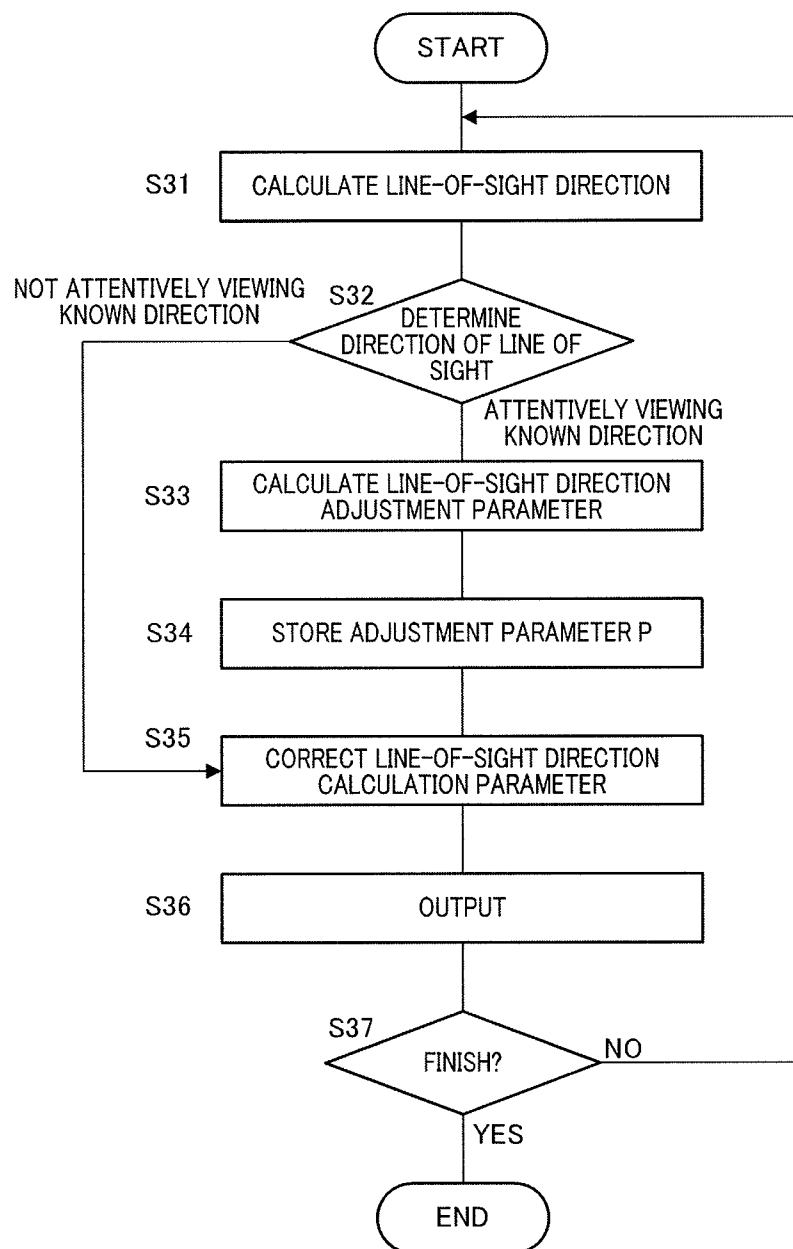 START
S31
CALCULATE LINE-OF-SIGHT DIRECTION
NOT ATTENTIVELY VIEWING
KNOWN DIRECTION
S32
DETERMINE
DIRECTION OF LINE OF
SIGHT
ATTENTIVELY VIEWING
KNOWN DIRECTION
S33
CALCULATE LINE-OF-SIGHT DIRECTION
ADJUSTMENT PARAMETER
S34
STORE ADJUSTMENT PARAMETER P
S35
CORRECT LINE-OF-SIGHT DIRECTION
CALCULATION PARAMETER
S36
OUTPUT
S37
FINISH?
NO
YES
END